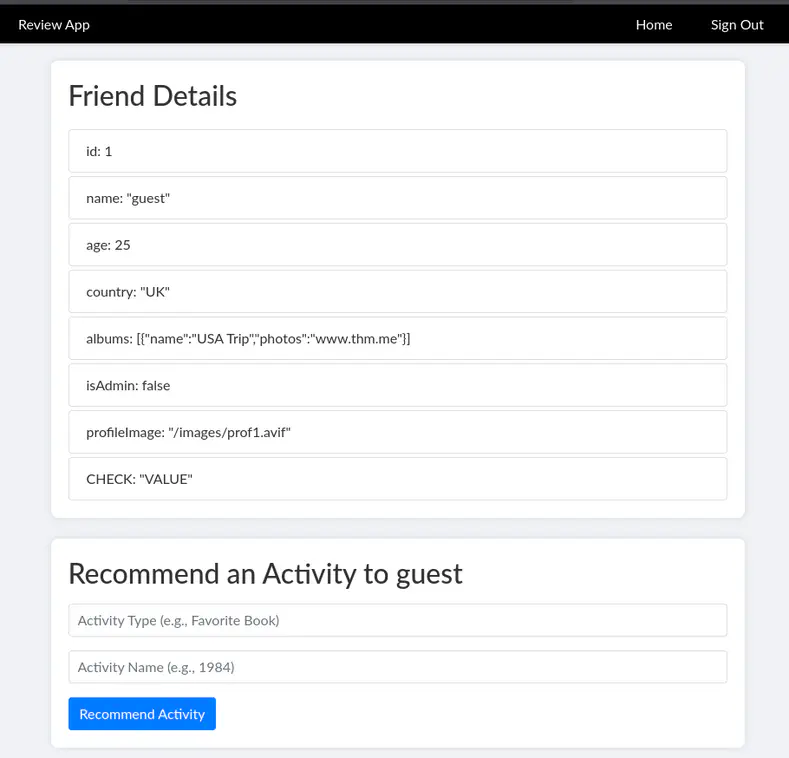 Review App Home Sign Out
Friend Details
id: 1
name: "guest"
age: 25
country: "UK"
albums: [{"name":"USA Trip","photos":"www.thm.me"}]
isAdmin: false
profileImage: "/images/prof1.avif"
CHECK: "VALUE"
Recommend an Activity to guest
Activity Type (e.g., Favorite Book)
Activity Name (e.g., 1984)
Recommend Activity